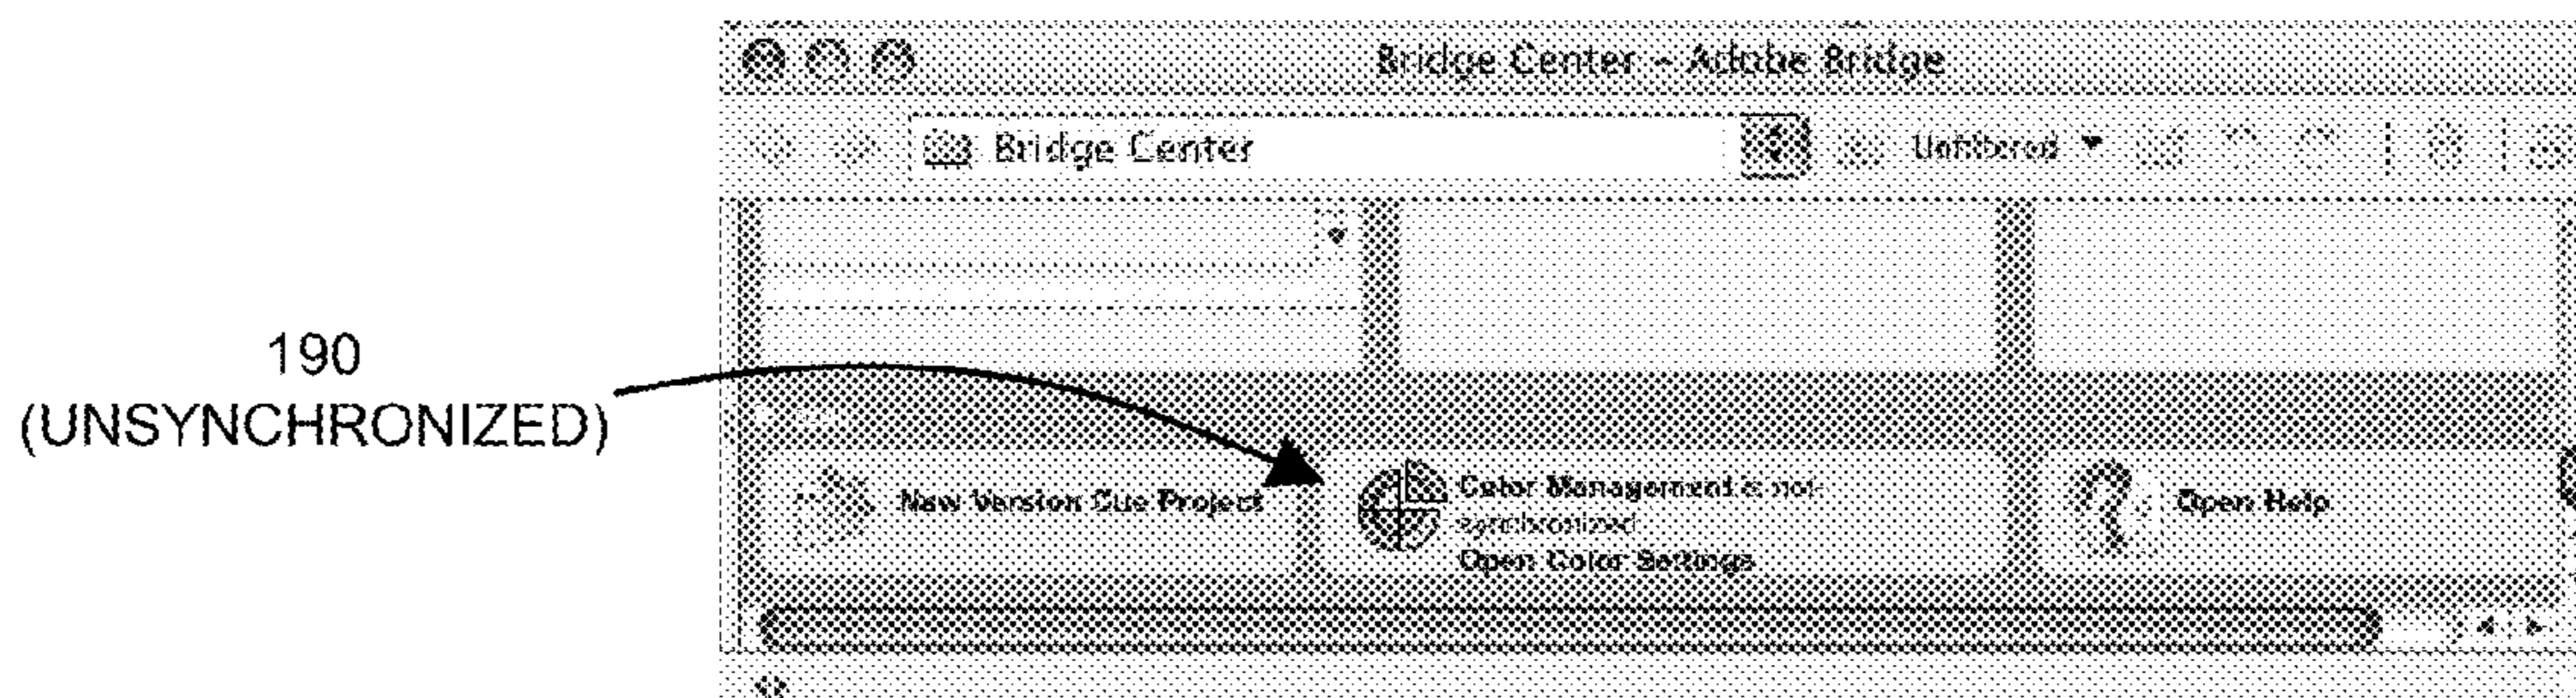 Bridge Center – Adobe Bridge
Bridge Center
Unfiltered
190
(UNSYNCHRONIZED)
New Version Cue Project
Color Management is not
synchronized
Open Color Settings
Open Help